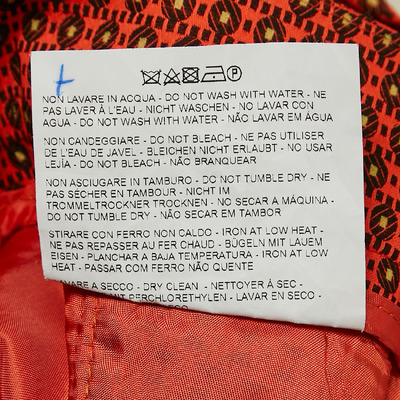 NON LAVARE IN ACQUA - DO NOT WASH WITH WATER - NE
PAS LAVER À L'EAU - NICHT WASCHEN - NO LAVAR CON
AGUA - DO NOT WASH WITH WATER - NÃO LAVAR EM ÁGUA
NON CANDEGGIARE - DO NOT BLEACH - NE PAS UTILISER
DE L'EAU DE JAVEL - BLEICHEN NICHT ERLAUBT - NO USAR
LEJÍA - DO NOT BLEACH - NÃO BRANQUEAR
NON ASCIUGARE IN TAMBURO - DO NOT TUMBLE DRY - NE
PAS SÉCHER EN TAMBOUR - NICHT IM
TROMMELTROCKNER TROCKNEN - NO SECAR A MÁQUINA -
DO NOT TUMBLE DRY - NÃO SECAR EM TAMBOR
STIRARE CON FERRO NON CALDO - IRON AT LOW HEAT -
NE PAS REPASSER AU FER CHAUD - BÜGELN MIT LAUEM
EISEN - PLANCHAR A BAJA TEMPERATURA - IRON AT LOW
HEAT - PASSAR COM FERRO NÃO QUENTE
LAVARE A SECCO - DRY CLEAN - NETTOYER À SEC -
MIT PERCHLORETHYLEN - LAVAR EN SECO -